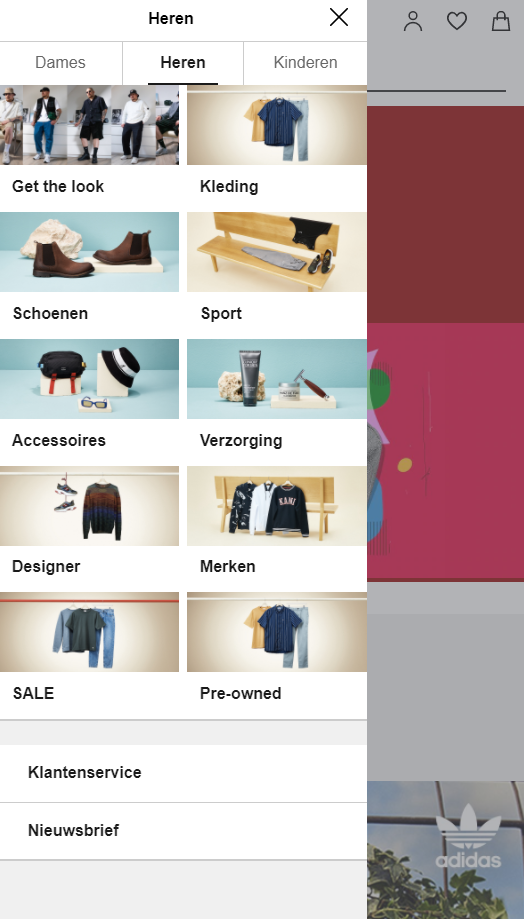 Heren
Dames Heren Kinderen
Get the look Kleding
Schoenen Sport
Accessoires Verzorging
KAMI
Designer Merken
SALE Pre-owned
Klantenservice
Nieuwsbrief
adidas